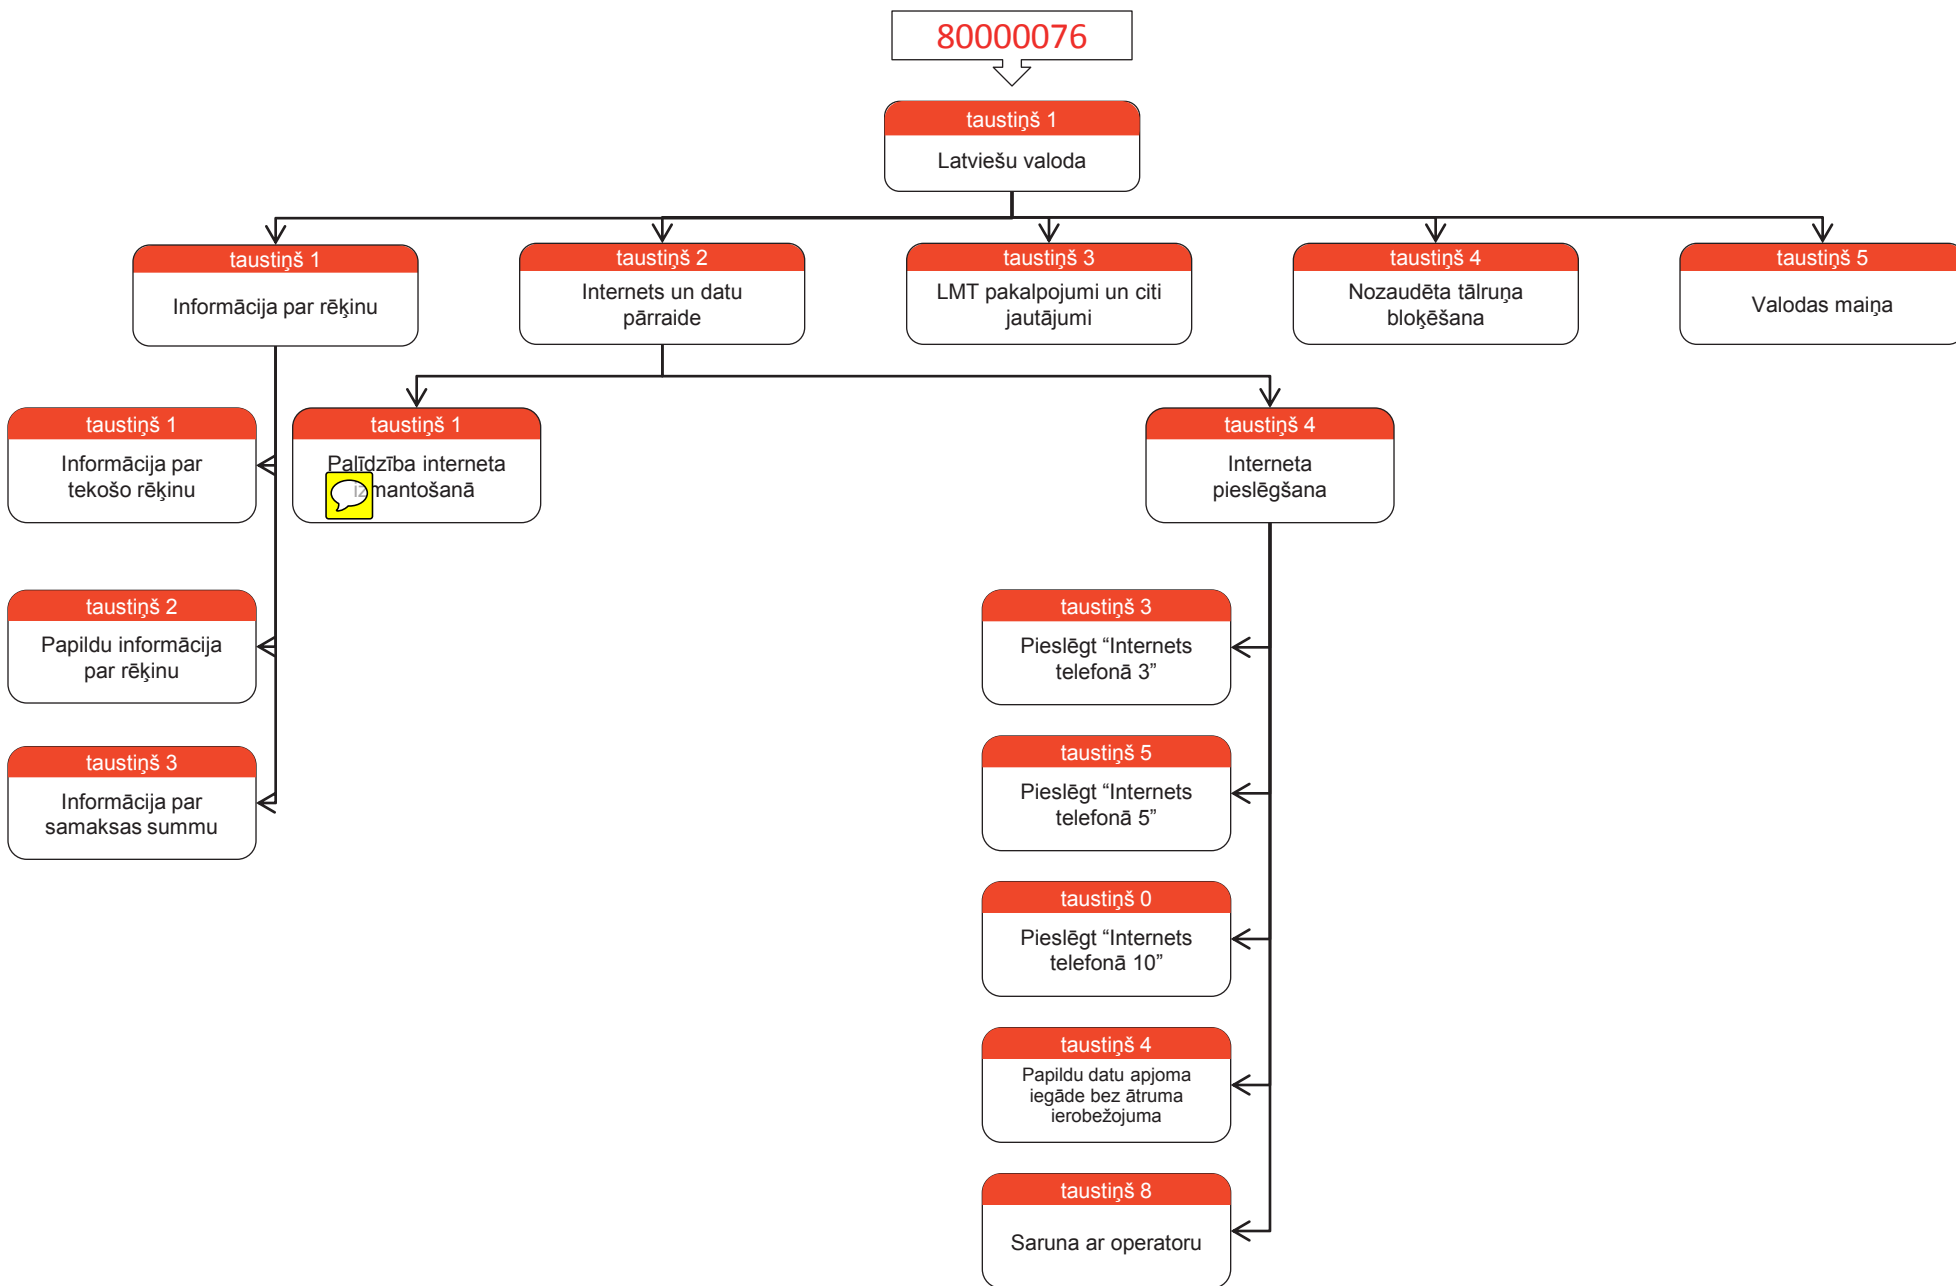 80000076
taustiņš 1
Latviešu valoda
taustiņš 1
Informācija par rēķinu
taustiņš 2
Internets un datu
pārraide
taustiņš 3
LMT pakalpojumi un citi
jautājumi
taustiņš 4
Nozaudēta tālruņa
bloķēšana
taustiņš 5
Valodas maiņa
taustiņš 1
Informācija par
tekošo rēķinu
taustiņš 1
Palīdzība interneta
izmantošanā
taustiņš 4
Interneta
pieslēgšana
taustiņš 2
Papildu informācija
par rēķinu
taustiņš 3
Informācija par
samaksas summu
taustiņš 3
Pieslēgt “Internets
telefonā 3”
taustiņš 5
Pieslēgt “Internets
telefonā 5”
taustiņš 0
Pieslēgt “Internets
telefonā 10”
taustiņš 4
Papildu datu apjoma
iegāde bez ātruma
ierobežojuma
taustiņš 8
Saruna ar operatoru